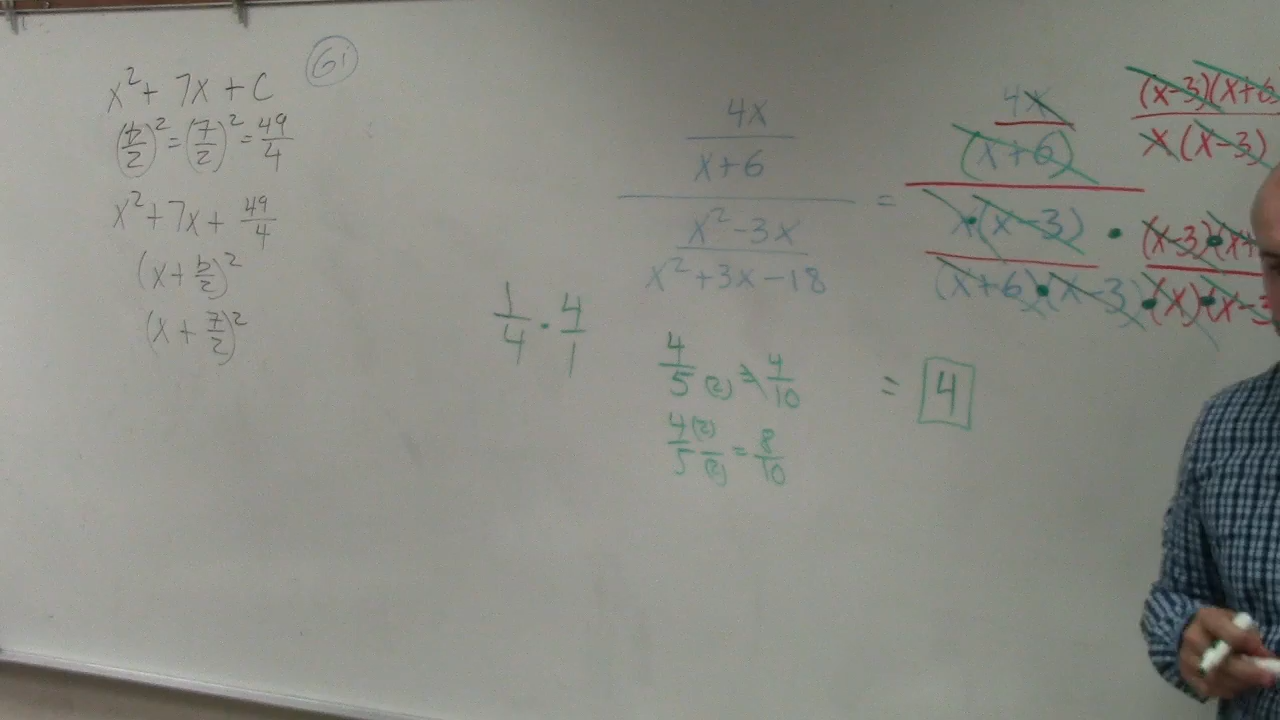 61
x² + 7x + C
(b/2)² = (7/2)² = 49/4
x² + 7x + 49/4
(x + b/2)²
(x + 7/2)²
1/4 · 4/1
4x
x+6
x² - 3x
x² + 3x - 18
=
4x
(x+6)
x·(x-3)
(x+6)·(x-3)
·
(x-3)(x+6
x(x-3)
(x-3)·(x+
·(x)·(x-3
4/5 (2) ⇒ 4/10
4(2)/5(2) = 8/10
= 4